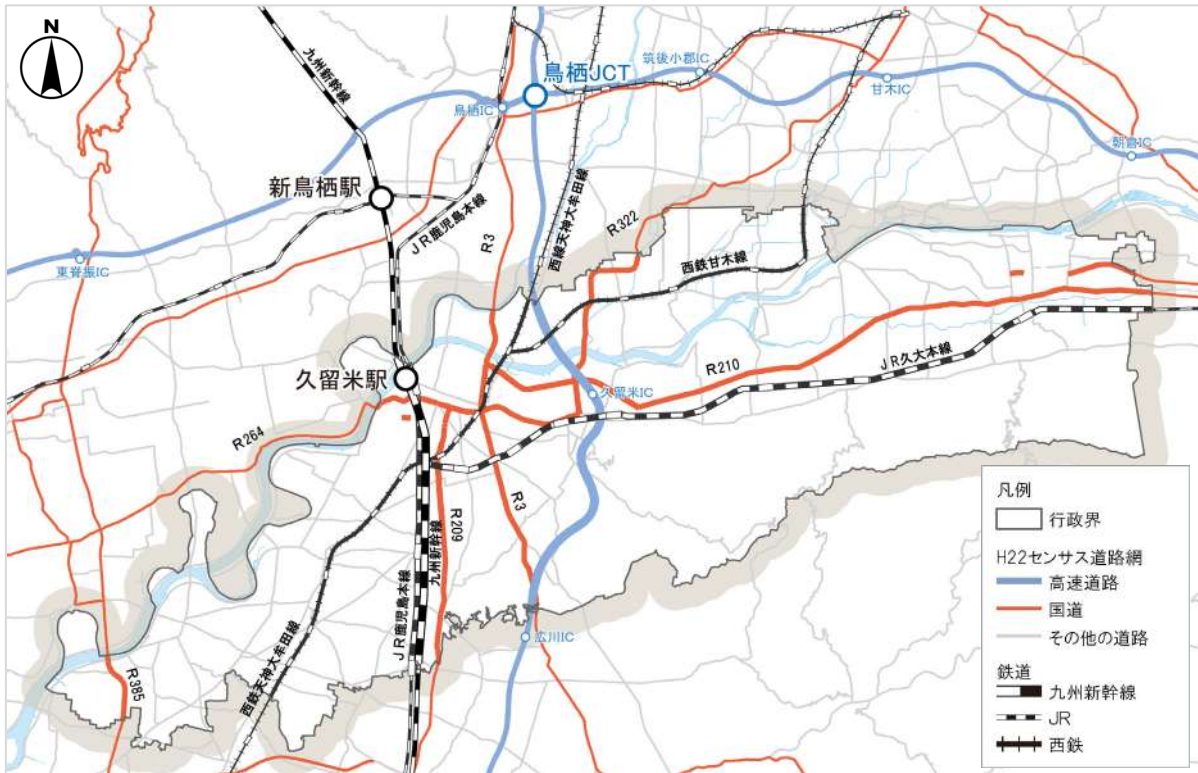 N
九州新幹線
鳥栖JCT
筑後小郡IC
甘木IC
鳥栖IC
朝倉IC
新鳥栖駅
JR鹿児島本線
R3
西鉄天神大牟田線
R322
西鉄甘木線
東脊振IC
久留米駅
R210
JR久大本線
久留米IC
R264
R3
R209
九州新幹線
JR鹿児島本線
西鉄天神大牟田線
広川IC
R385
凡例
行政界
H22センサス道路網
高速道路
国道
その他の道路
鉄道
九州新幹線
JR
西鉄